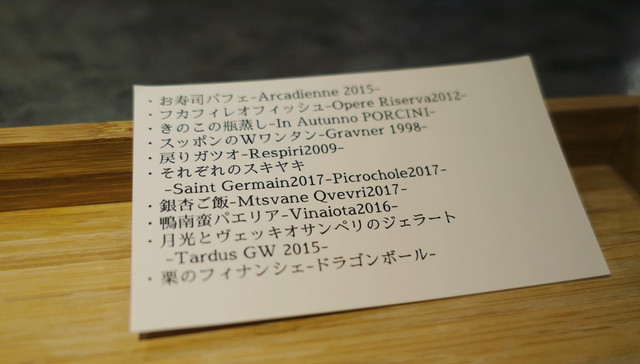 ・お寿司パフェ-Arcadienne 2015-
・フカフィレオフィッシュ-Opere Riserva2012-
・きのこの瓶蒸し-In Autunno PORCINI-
・スッポンのWワンタン-Gravner 1998-
・戻りガツオ-Respiri2009-
・それぞれのスキヤキ
-Saint Germain2017-Picrochole2017-
・銀杏ご飯-Mtsvane Qvevri2017-
・鴨南蛮パエリア-Vinaiota2016-
・月光とヴェッキオサンペリのジェラート
-Tardus GW 2015-
・栗のフィナンシェ-ドラゴンボール-